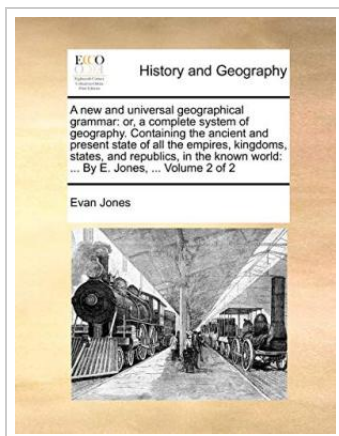 ECCO
History and Geography
A new and universal geographical
grammar: or, a complete system of
geography. Containing the ancient and
present state of all the empires, kingdoms,
states, and republics, in the known world:
... By E. Jones, ... Volume 2 of 2
Evan Jones